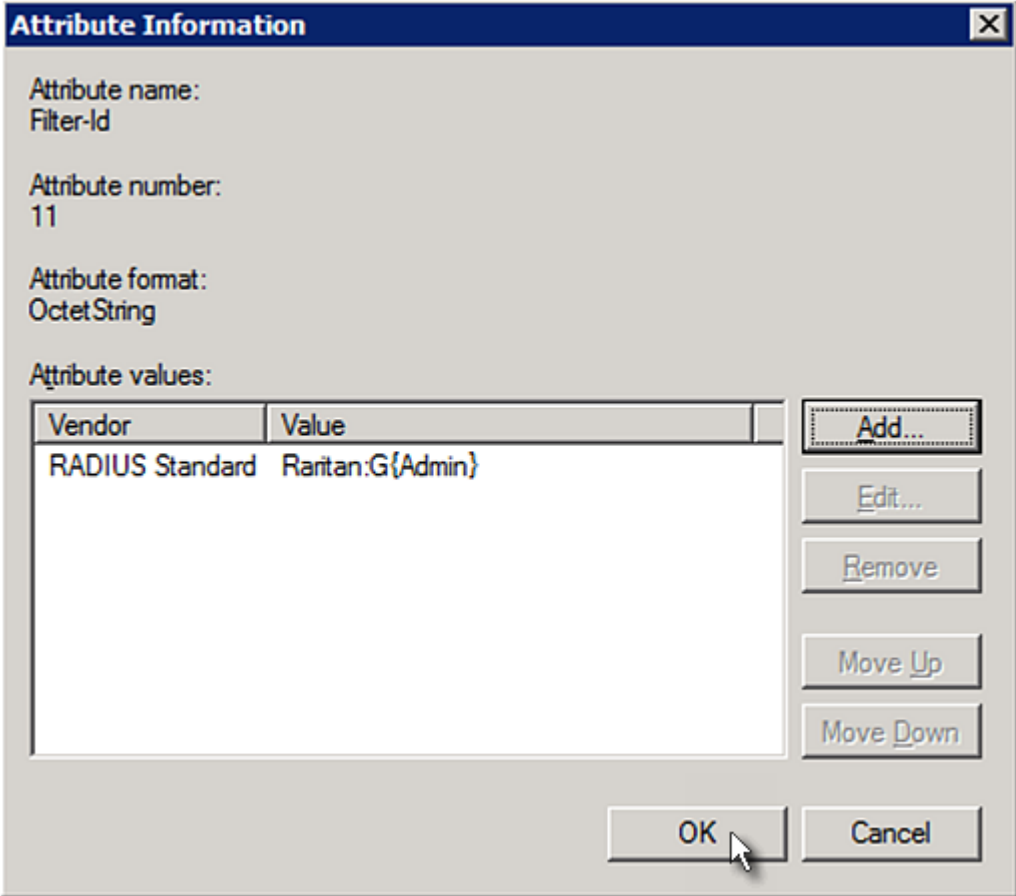 Attribute Information
Attribute name:
Filter-Id
Attribute number:
11
Attribute format:
OctetString
Attribute values:
Vendor Value
RADIUS Standard Raritan:G{Admin}
Add...
Edit...
Remove
Move Up
Move Down
OK Cancel